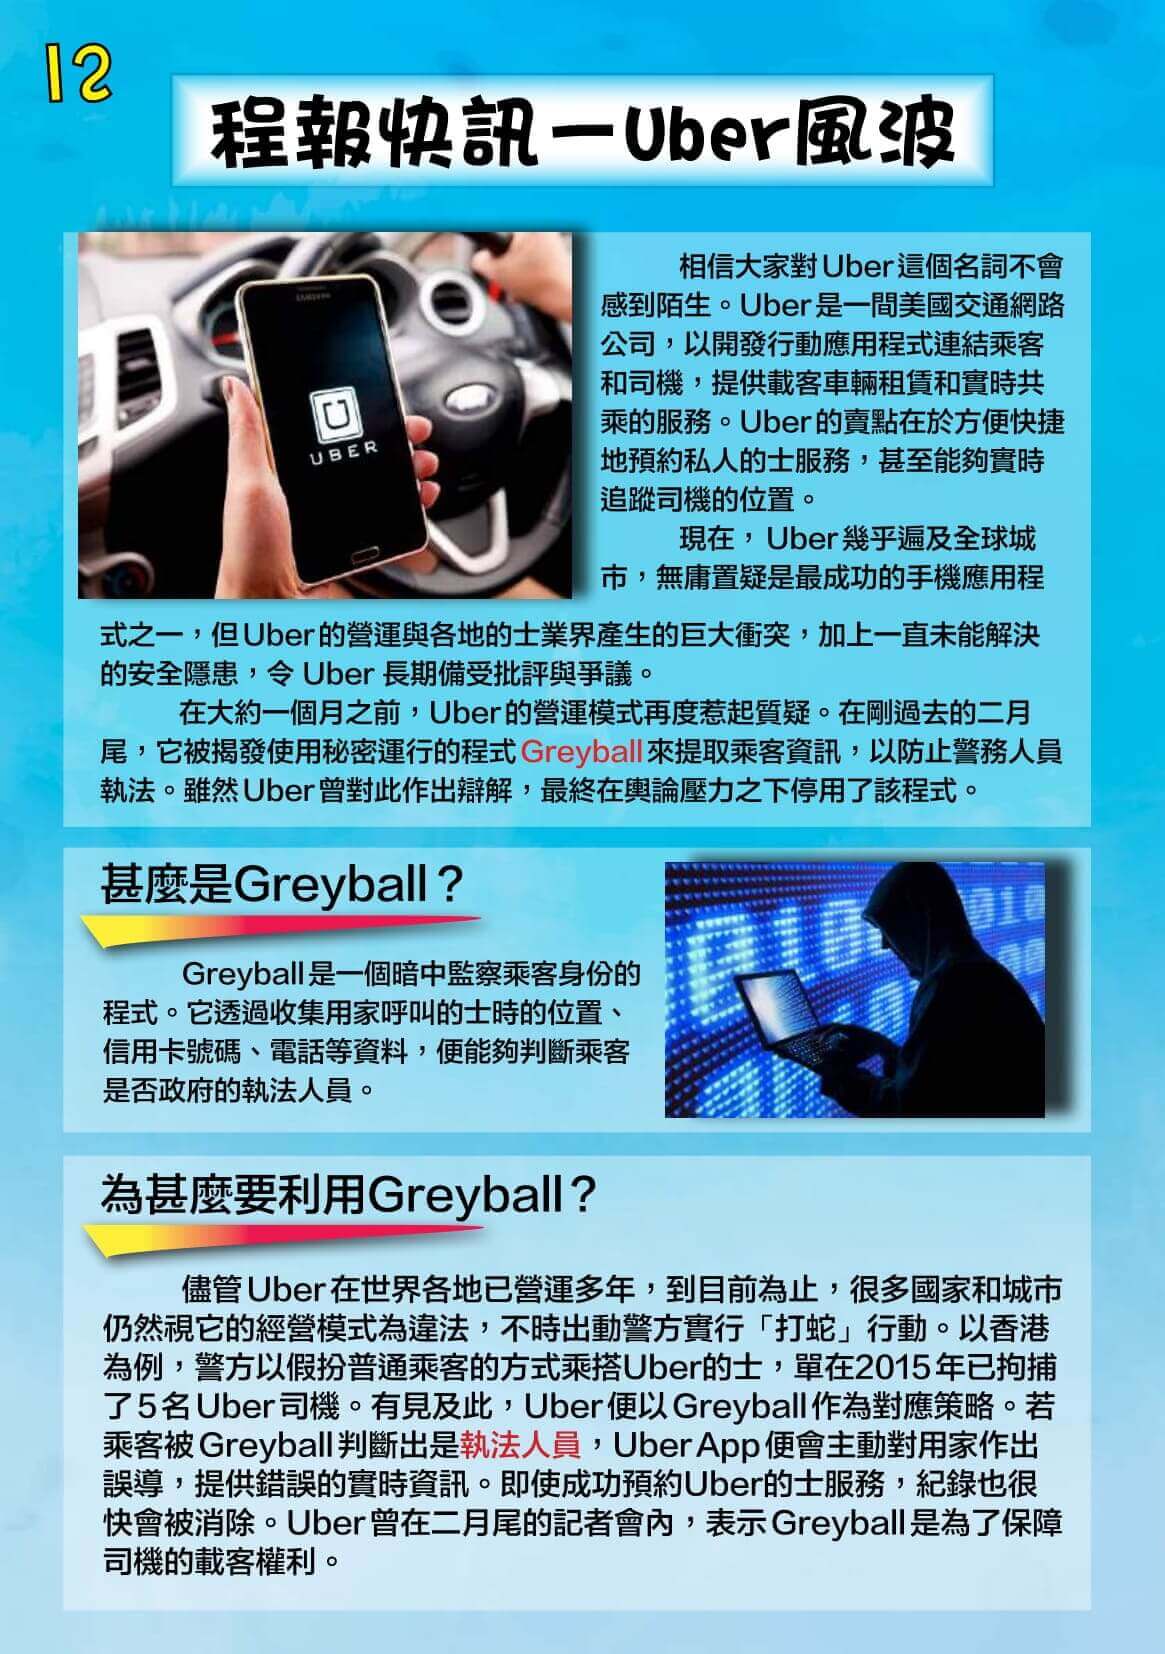 12
程報快訊－Uber風波
SAMSUNG
UBER
相信大家對Uber這個名詞不會
感到陌生。Uber是一間美國交通網路
公司，以開發行動應用程式連結乘客
和司機，提供載客車輛租賃和實時共
乘的服務。Uber的賣點在於方便快捷
地預約私人的士服務，甚至能夠實時
追蹤司機的位置。
現在， Uber幾乎遍及全球城
市，無庸置疑是最成功的手機應用程
式之一，但Uber的營運與各地的士業界產生的巨大衝突，加上一直未能解決
的安全隱患，令 Uber 長期備受批評與爭議。
在大約一個月之前，Uber的營運模式再度惹起質疑。在剛過去的二月
尾，它被揭發使用秘密運行的程式Greyball來提取乘客資訊，以防止警務人員
執法。雖然Uber曾對此作出辯解，最終在輿論壓力之下停用了該程式。
甚麼是Greyball？
Greyball是一個暗中監察乘客身份的
程式。它透過收集用家呼叫的士時的位置、
信用卡號碼、電話等資料，便能夠判斷乘客
是否政府的執法人員。
為甚麼要利用Greyball？
儘管Uber在世界各地已營運多年，到目前為止，很多國家和城市
仍然視它的經營模式為違法，不時出動警方實行「打蛇」行動。以香港
為例，警方以假扮普通乘客的方式乘搭Uber的士，單在2015年已拘捕
了5名Uber司機。有見及此，Uber便以Greyball作為對應策略。若
乘客被Greyball判斷出是執法人員，Uber App便會主動對用家作出
誤導，提供錯誤的實時資訊。即使成功預約Uber的士服務，紀錄也很
快會被消除。Uber曾在二月尾的記者會內，表示Greyball是為了保障
司機的載客權利。